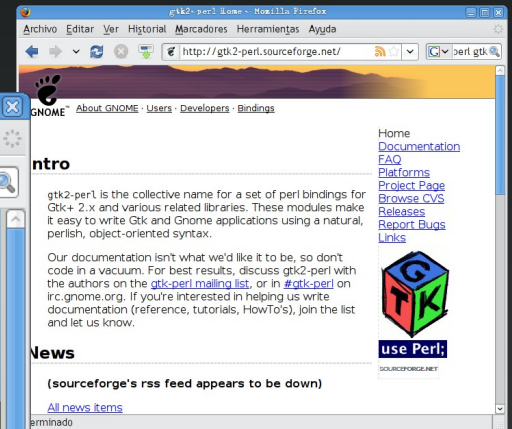 gtk2-perl Home - Mozilla Firefox
Archivo Editar Ver Historial Marcadores Herramientas Ayuda
http://gtk2-perl.sourceforge.net/
G perl gtk
GNOME™ About GNOME · Users · Developers · Bindings
Home
Documentation
FAQ
Platforms
Project Page
Browse CVS
Releases
Report Bugs
Links
GTK
use Perl;
SOURCEFORGE.NET
ntro
gtk2-perl is the collective name for a set of perl bindings for
Gtk+ 2.x and various related libraries. These modules make
it easy to write Gtk and Gnome applications using a natural,
perlish, object-oriented syntax.
Our documentation isn't what we'd like it to be, so don't
code in a vacuum. For best results, discuss gtk2-perl with
the authors on the gtk-perl mailing list, or in #gtk-perl on
irc.gnome.org. If you're interested in helping us write
documentation (reference, tutorials, HowTo's), join the list
and let us know.
News
(sourceforge's rss feed appears to be down)
All news items
erminado